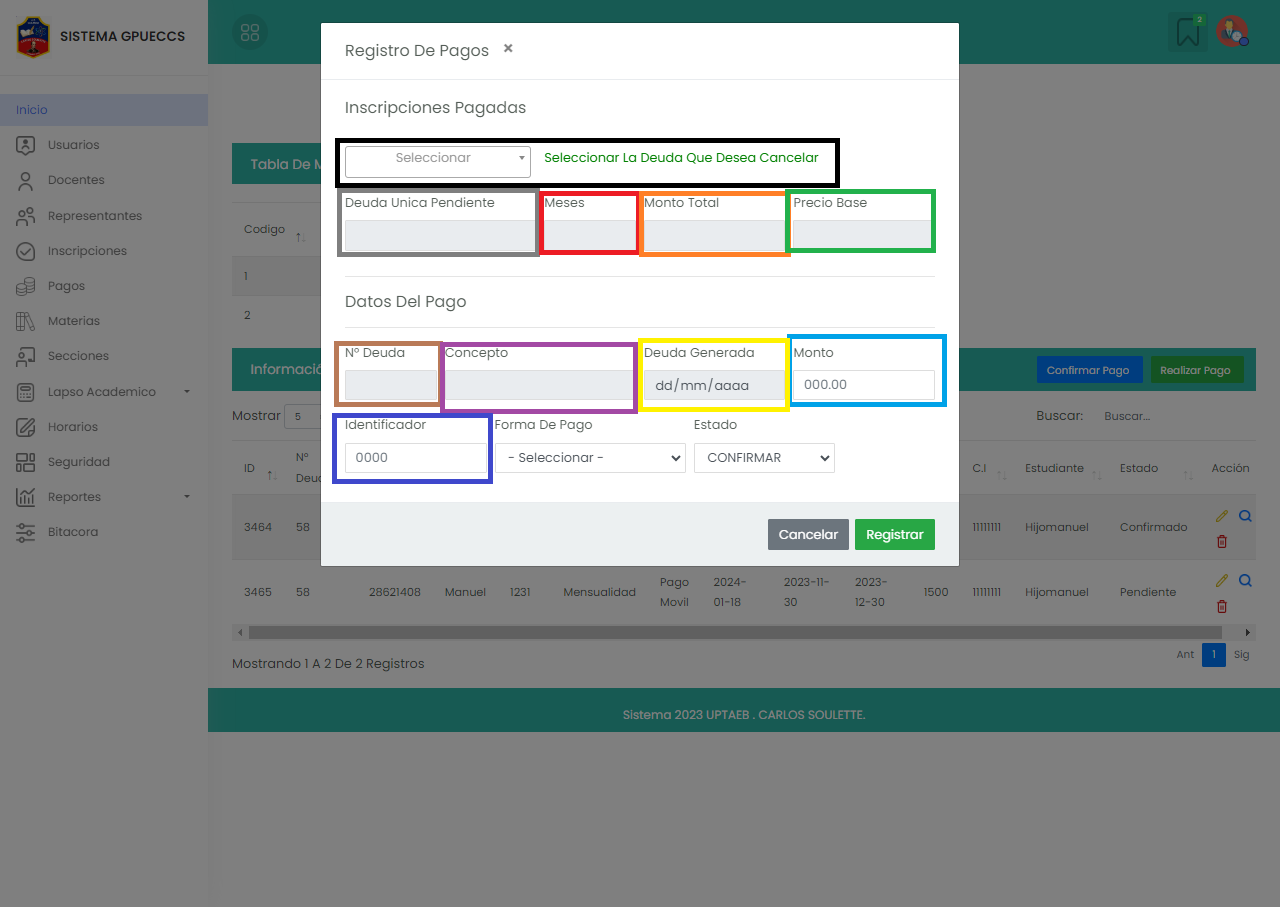 SISTEMA GPUECCS
2
Registro De Pagos ×
Inicio
Usuarios
Docentes
Representantes
Inscripciones
Pagos
Materias
Secciones
Lapso Academico
Horarios
Seguridad
Reportes
Bitacora
Tabla De M
Codigo
1
2
Inscripciones Pagadas
Seleccionar
Seleccionar La Deuda Que Desea Cancelar
Deuda Unica Pendiente Meses Monto Total Precio Base
Datos Del Pago
N° Deuda Concepto Deuda Generada Monto
dd/mm/aaaa 000.00
Identificador Forma De Pago Estado
0000 - Seleccionar - CONFIRMAR
Cancelar Registrar
Informació
Confirmar Pago Realizar Pago
Mostrar 5
Buscar: Buscar...
ID N° Deu C.I Estudiante Estado Acción
3464 58 11111111 Hijomanuel Confirmado
3465 58 28621408 Manuel 1231 Mensualidad Pago Movil 2024-01-18 2023-11-30 2023-12-30 1500 11111111 Hijomanuel Pendiente
Mostrando 1 A 2 De 2 Registros
Ant 1 Sig
Sistema 2023 UPTAEB . CARLOS SOULETTE.